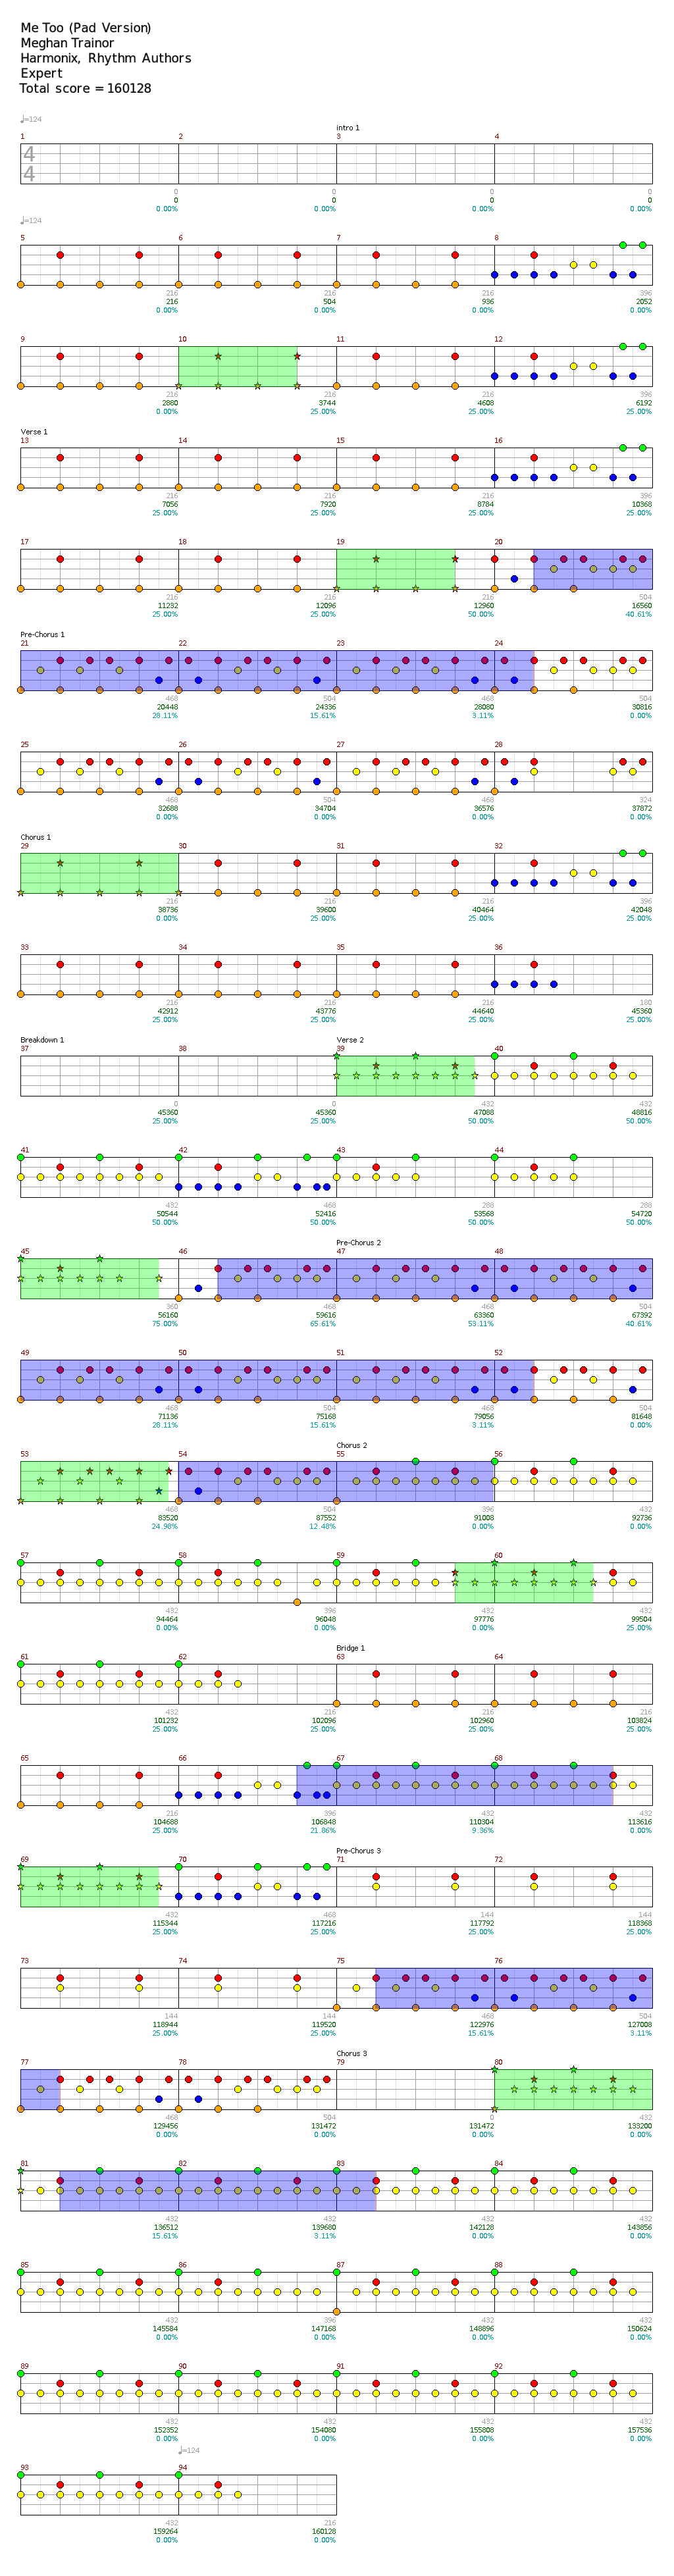 Me Too (Pad Version)
Meghan Trainor
Harmonix, Rhythm Authors
Expert
Total score = 160128
♩=124
intro 1
1 2 3 4
4
4
0 0 0 0
0 0 0 0
0.00% 0.00% 0.00% 0.00%
♩=124
5 6 7 8
216 216 216 396
216 504 936 2052
0.00% 0.00% 0.00% 0.00%
9 10 11 12
216 216 216 396
2880 3744 4608 6192
0.00% 25.00% 25.00% 25.00%
Verse 1
13 14 15 16
216 216 216 396
7056 7920 8784 10368
25.00% 25.00% 25.00% 25.00%
17 18 19 20
216 216 216 504
11232 12096 12960 16560
25.00% 25.00% 50.00% 40.61%
Pre-Chorus 1
21 22 23 24
468 504 468 504
20448 24336 28080 30816
28.11% 15.61% 3.11% 0.00%
25 26 27 28
468 504 468 324
32688 34704 36576 37872
0.00% 0.00% 0.00% 0.00%
Chorus 1
29 30 31 32
216 216 216 396
38736 39600 40464 42048
0.00% 25.00% 25.00% 25.00%
33 34 35 36
216 216 216 180
42912 43776 44640 45360
25.00% 25.00% 25.00% 25.00%
Breakdown 1 Verse 2
37 38 39 40
0 0 432 432
45360 45360 47088 48816
25.00% 25.00% 50.00% 50.00%
41 42 43 44
432 468 288 288
50544 52416 53568 54720
50.00% 50.00% 50.00% 50.00%
Pre-Chorus 2
45 46 47 48
360 468 468 504
56160 59616 63360 67392
75.00% 65.61% 53.11% 40.61%
49 50 51 52
468 504 468 504
71136 75168 79056 81648
28.11% 15.61% 3.11% 0.00%
Chorus 2
53 54 55 56
468 504 396 432
83520 87552 91008 92736
24.98% 12.48% 0.00% 0.00%
57 58 59 60
432 396 432 432
94464 96048 97776 99504
0.00% 0.00% 0.00% 25.00%
Bridge 1
61 62 63 64
432 216 216 216
101232 102096 102960 103824
25.00% 25.00% 25.00% 25.00%
65 66 67 68
216 396 432 432
104688 106848 110304 113616
25.00% 21.86% 9.36% 0.00%
Pre-Chorus 3
69 70 71 72
432 468 144 144
115344 117216 117792 118368
25.00% 25.00% 25.00% 25.00%
73 74 75 76
144 144 468 504
118944 119520 122976 127008
25.00% 25.00% 15.61% 3.11%
Chorus 3
77 78 79 80
468 504 0 432
129456 131472 131472 133200
0.00% 0.00% 0.00% 0.00%
81 82 83 84
432 432 432 432
136512 139680 142128 143856
15.61% 3.11% 0.00% 0.00%
85 86 87 88
432 396 432 432
145584 147168 148896 150624
0.00% 0.00% 0.00% 0.00%
89 90 91 92
432 432 432 432
152352 154080 155808 157536
0.00% 0.00% 0.00% 0.00%
♩=124
93 94
432 216
159264 160128
0.00% 0.00%